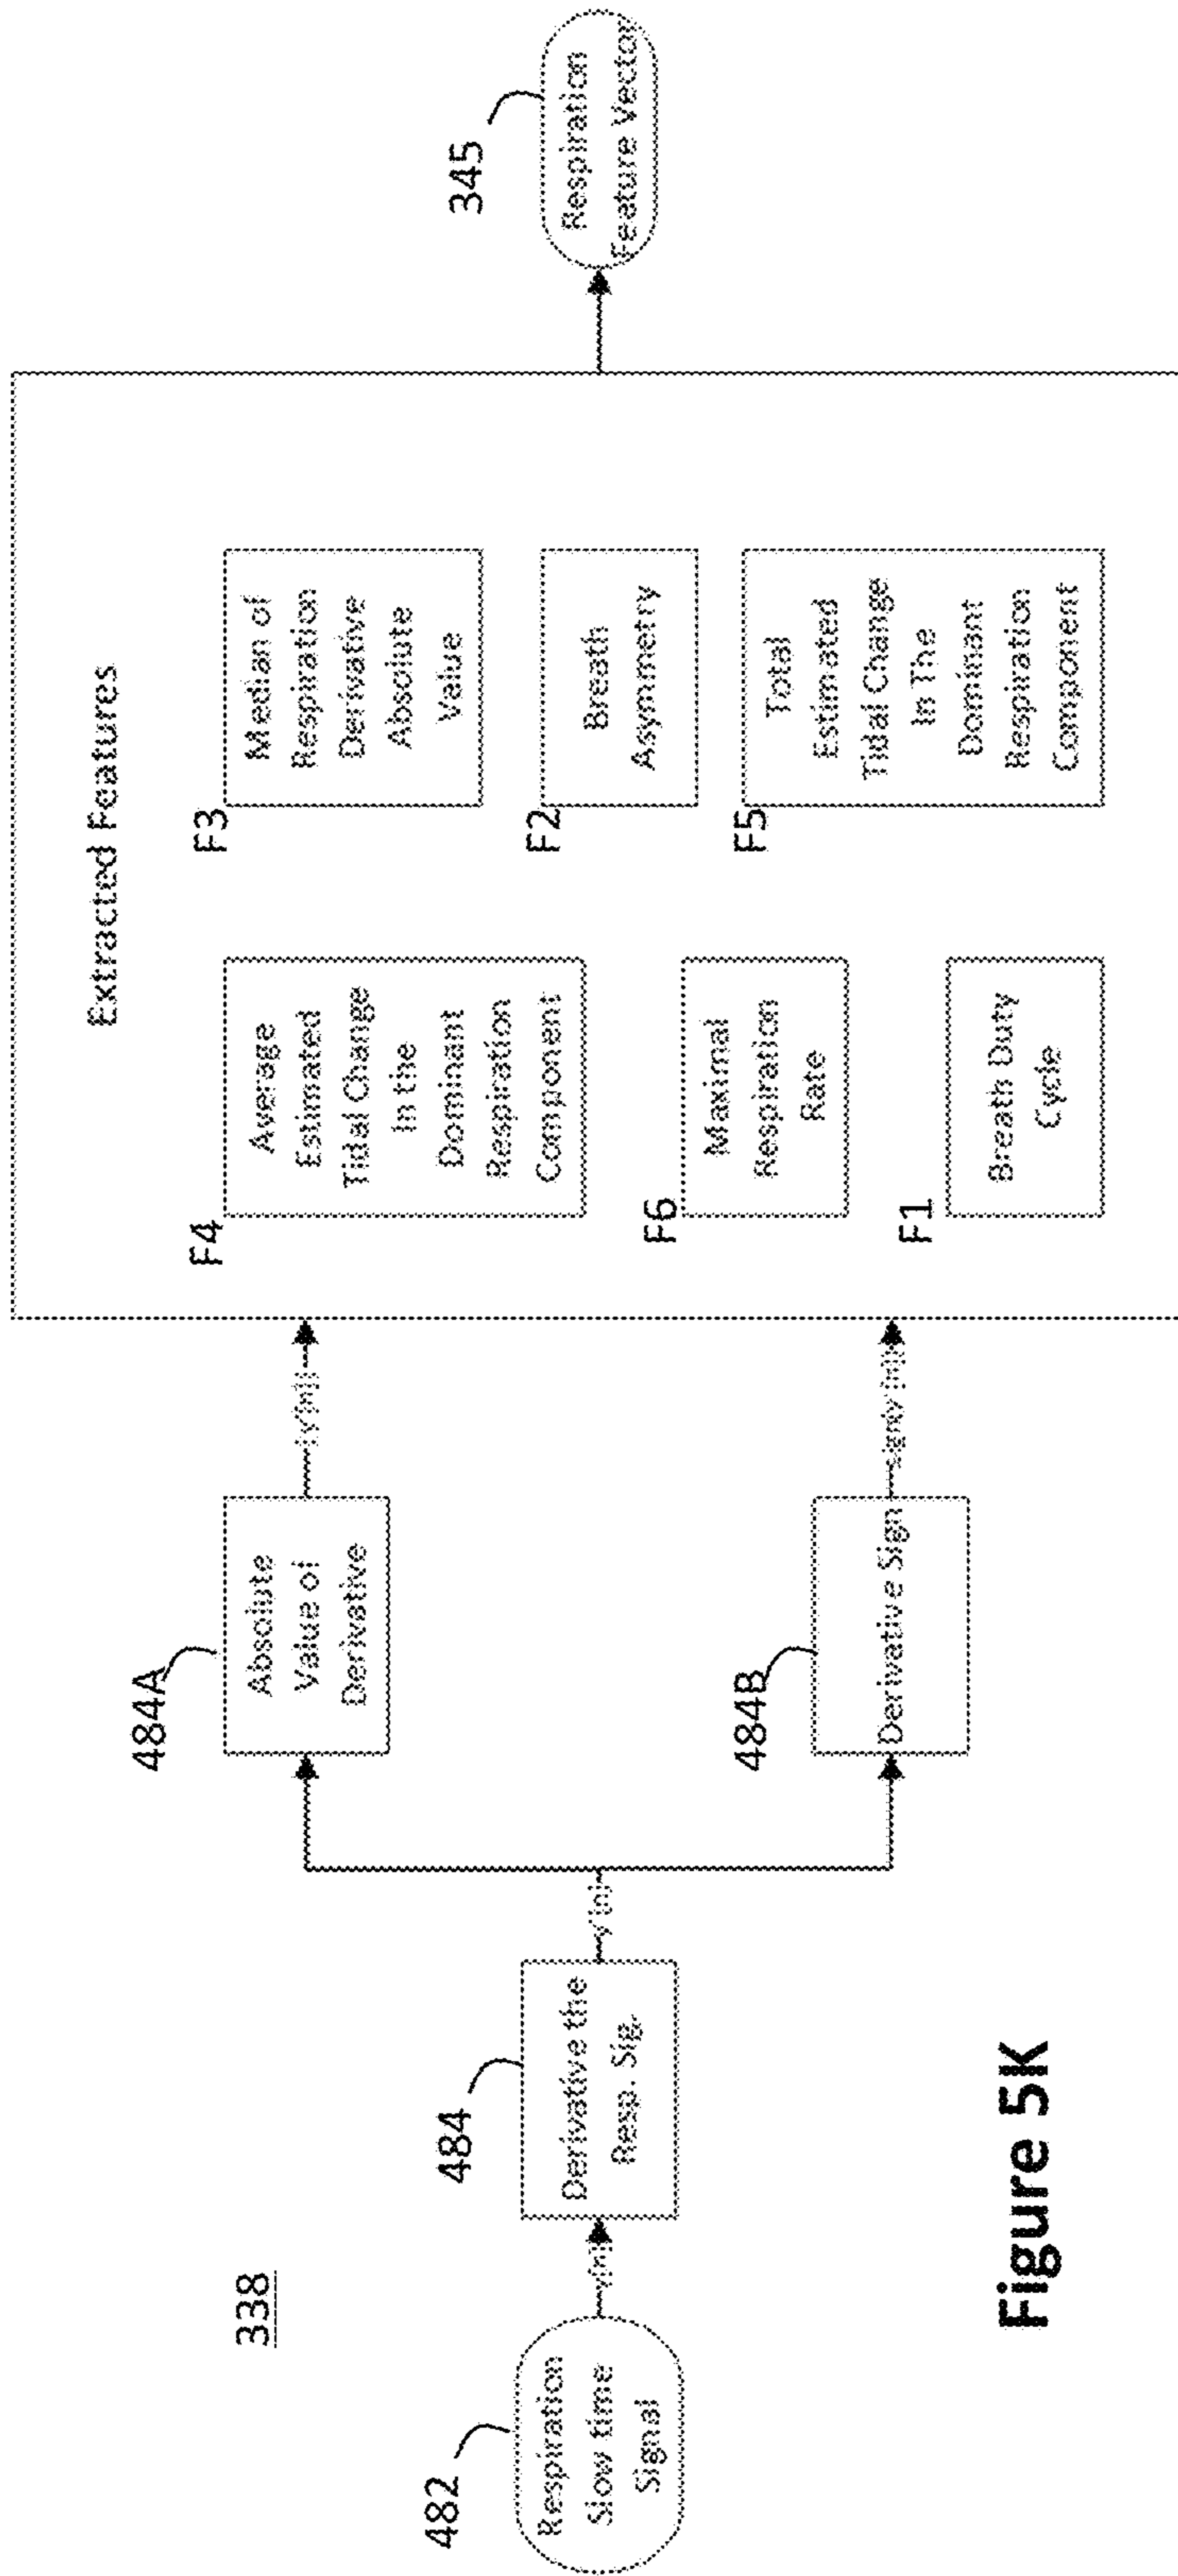 338
482
Respiration
Slow time
Signal
y[n]
484
Derivative the
Resp. Sig.
y'[n]
484A
Absolute
Value of
Derivative
|y'[n]|
484B
Derivative Sign
sign(y'[n])
Extracted Features
F4
Average
Estimated
Tidal Change
In the
Dominant
Respiration
Component
F3
Median of
Respiration
Derivative
Absolute
Value
F6
Maximal
Respiration
Rate
F2
Breath
Asymmetry
F1
Breath Duty
Cycle
F5
Total
Estimated
Tidal Change
In The
Dominant
Respiration
Component
345
Respiration
Feature Vector
Figure 5K